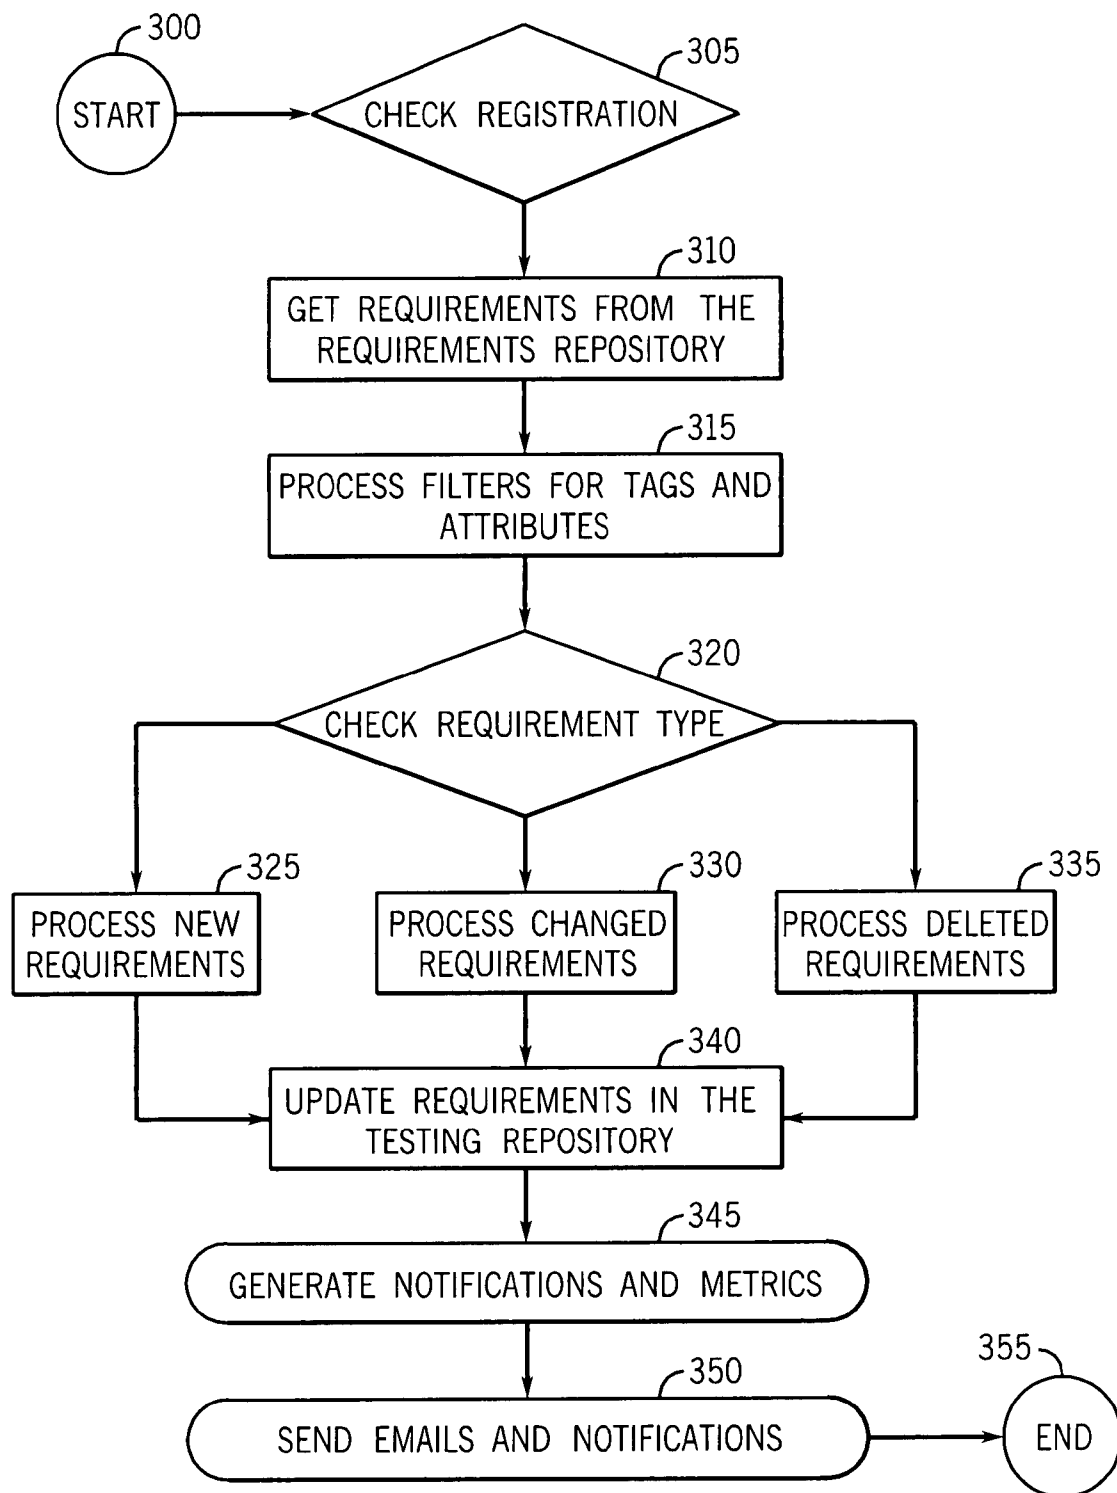 300
START
305
CHECK REGISTRATION
310
GET REQUIREMENTS FROM THE
REQUIREMENTS REPOSITORY
315
PROCESS FILTERS FOR TAGS AND
ATTRIBUTES
320
CHECK REQUIREMENT TYPE
325
PROCESS NEW
REQUIREMENTS
330
PROCESS CHANGED
REQUIREMENTS
335
PROCESS DELETED
REQUIREMENTS
340
UPDATE REQUIREMENTS IN THE
TESTING REPOSITORY
345
GENERATE NOTIFICATIONS AND METRICS
350
SEND EMAILS AND NOTIFICATIONS
355
END